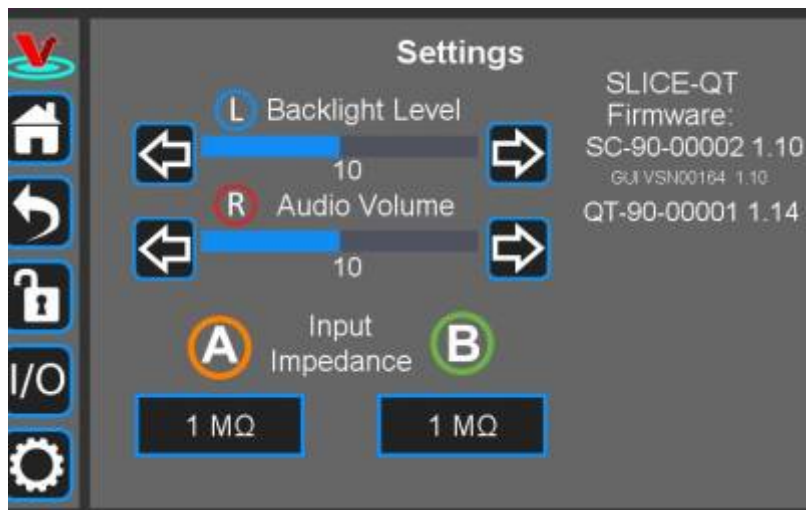 Settings
L Backlight Level
10
R Audio Volume
10
A Input Impedance B
1 MΩ
1 MΩ
SLICE-QT
Firmware:
SC-90-00002 1.10
GUI VSN00164 1.10
QT-90-00001 1.14
I/O